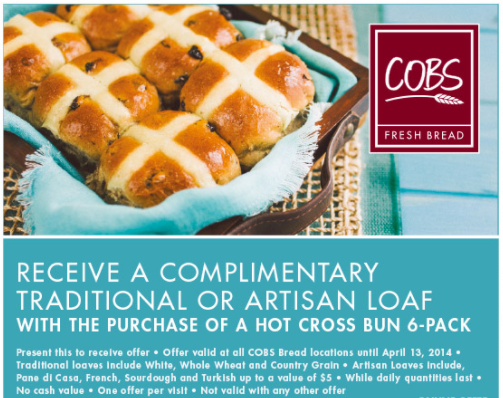 COBS
FRESH BREAD
RECEIVE A COMPLIMENTARY
TRADITIONAL OR ARTISAN LOAF
WITH THE PURCHASE OF A HOT CROSS BUN 6-PACK
Present this to receive offer • Offer valid at all COBS Bread locations until April 13, 2014 •
Traditional loaves include White, Whole Wheat and Country Grain • Artisan Loaves include,
Pane di Casa, French, Sourdough and Turkish up to a value of $5 • While daily quantities last •
No cash value • One offer per visit • Not valid with any other offer